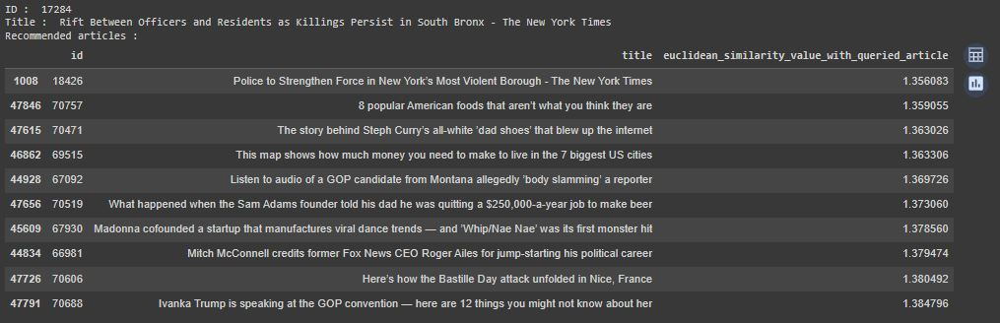 ID :  17284
Title :  Rift Between Officers and Residents as Killings Persist in South Bronx - The New York Times
Recommended articles :
id title euclidean_similarity_value_with_queried_article
1008 18426 Police to Strengthen Force in New York's Most Violent Borough - The New York Times 1.356083
47846 70757 8 popular American foods that aren't what you think they are 1.359055
47615 70471 The story behind Steph Curry's all-white 'dad shoes' that blew up the internet 1.363026
46862 69515 This map shows how much money you need to make to live in the 7 biggest US cities 1.363306
44928 67092 Listen to audio of a GOP candidate from Montana allegedly 'body slamming' a reporter 1.369726
47656 70519 What happened when the Sam Adams founder told his dad he was quitting a $250,000-a-year job to make beer 1.373060
45609 67930 Madonna cofounded a startup that manufactures viral dance trends — and 'Whip/Nae Nae' was its first monster hit 1.378560
44834 66981 Mitch McConnell credits former Fox News CEO Roger Ailes for jump-starting his political career 1.379474
47726 70606 Here's how the Bastille Day attack unfolded in Nice, France 1.380492
47791 70688 Ivanka Trump is speaking at the GOP convention — here are 12 things you might not know about her 1.384796